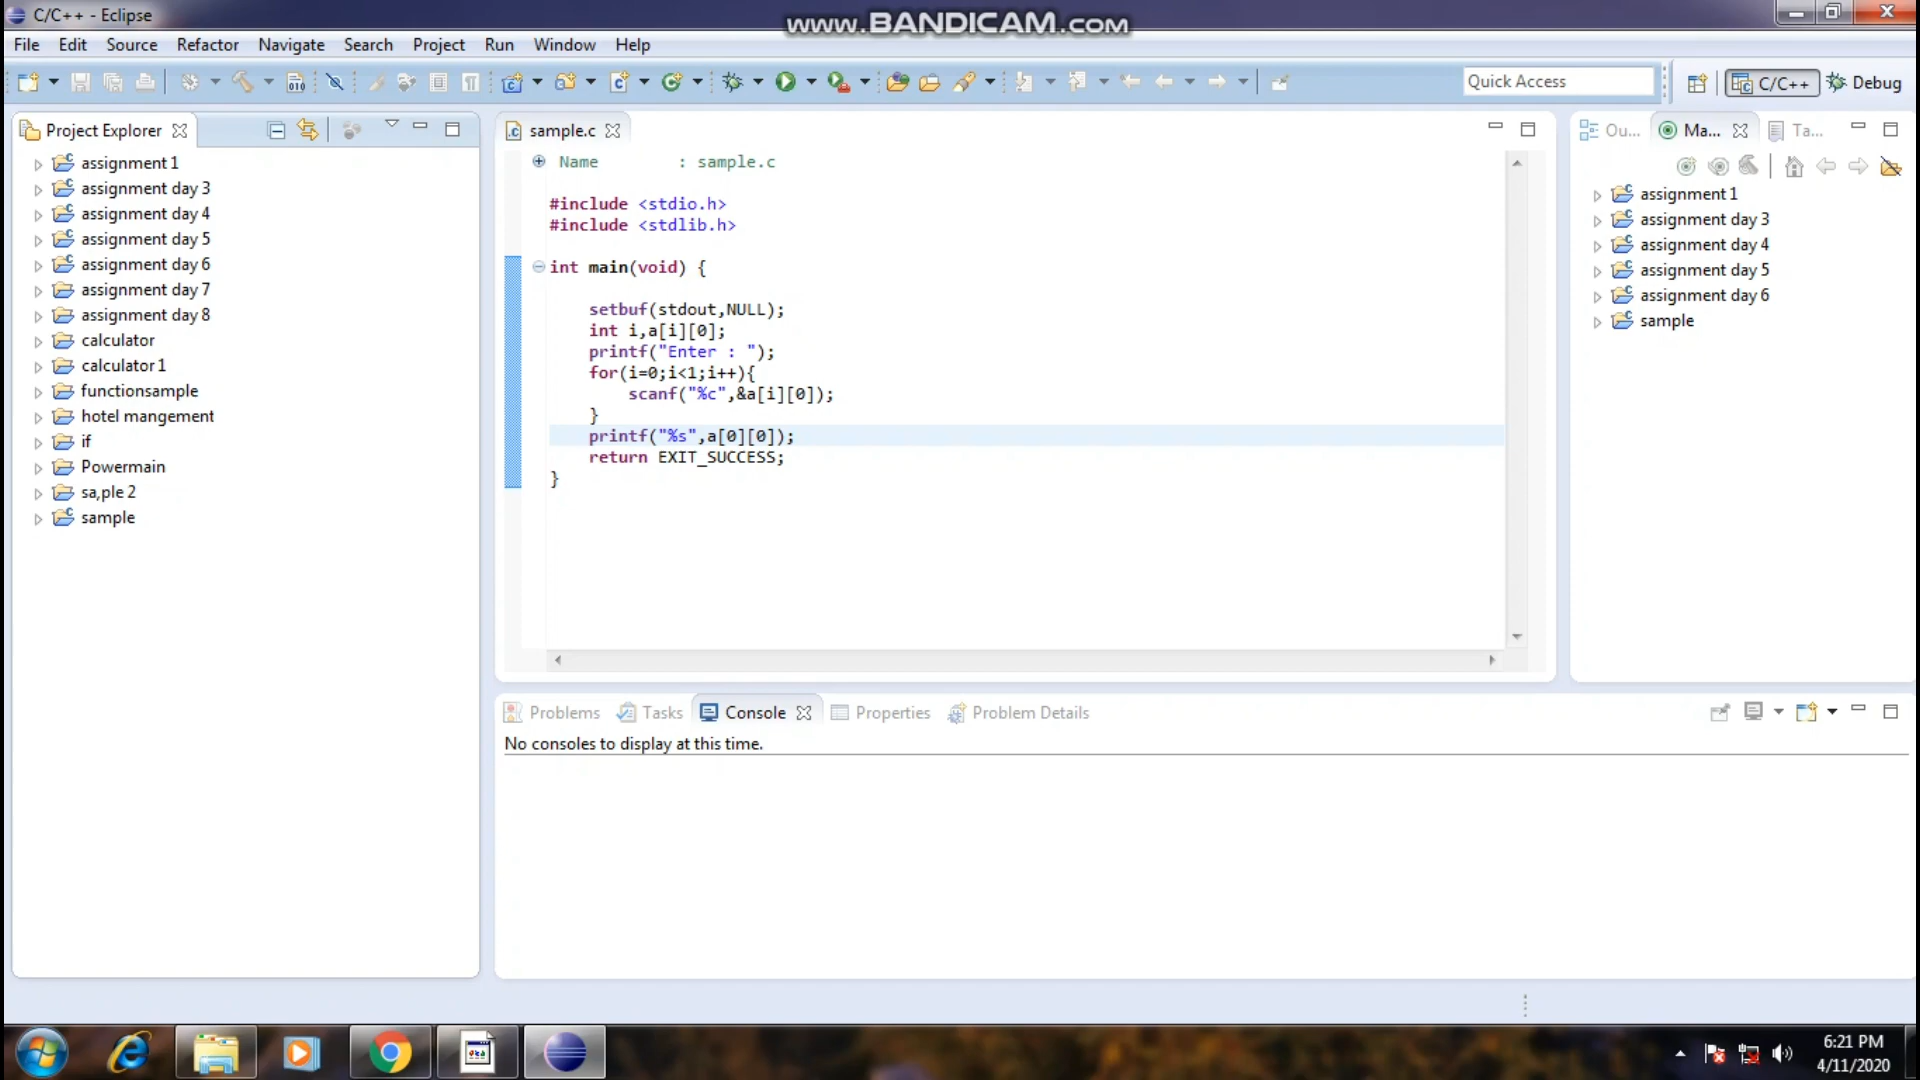 C/C++ - Eclipse
www.BANDICAM.com
File Edit Source Refactor Navigate Search Project Run Window Help
Quick Access
C/C++
Debug
Project Explorer
assignment 1
assignment day 3
assignment day 4
assignment day 5
assignment day 6
assignment day 7
assignment day 8
calculator
calculator 1
functionsample
hotel mangement
if
Powermain
sa,ple 2
sample
sample.c
Name : sample.c
#include <stdio.h>
#include <stdlib.h>
int main(void) {
setbuf(stdout,NULL);
int i,a[i][0];
printf("Enter : ");
for(i=0;i<1;i++){
scanf("%c",&a[i][0]);
}
printf("%s",a[0][0]);
return EXIT_SUCCESS;
}
Ou...
Ma...
Ta...
assignment 1
assignment day 3
assignment day 4
assignment day 5
assignment day 6
sample
Problems Tasks Console Properties Problem Details
No consoles to display at this time.
6:21 PM
4/11/2020